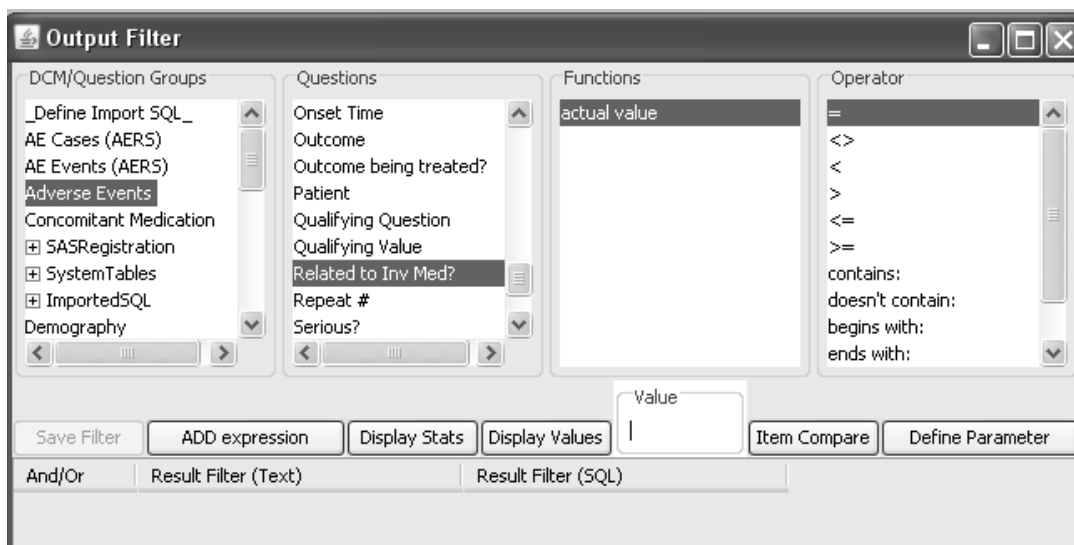 Output Filter
DCM/Question Groups
_Define Import SQL_
AE Cases (AERS)
AE Events (AERS)
Adverse Events
Concomitant Medication
SASRegistration
SystemTables
ImportedSQL
Demography
Questions
Onset Time
Outcome
Outcome being treated?
Patient
Qualifying Question
Qualifying Value
Related to Inv Med?
Repeat #
Serious?
Functions
actual value
Operator
=
<>
<
>
<=
>=
contains:
doesn't contain:
begins with:
ends with:
Save Filter
ADD expression
Display Stats
Display Values
Value
Item Compare
Define Parameter
And/Or
Result Filter (Text)
Result Filter (SQL)